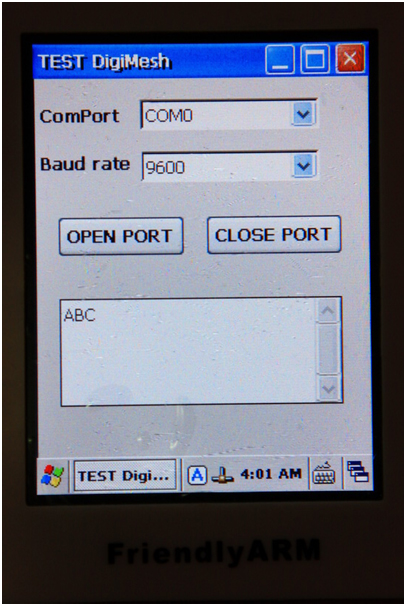 TEST DigiMesh
ComPort COM0
Baud rate 9600
OPEN PORT CLOSE PORT
ABC
TEST Digi... A 4:01 AM
FriendlyARM